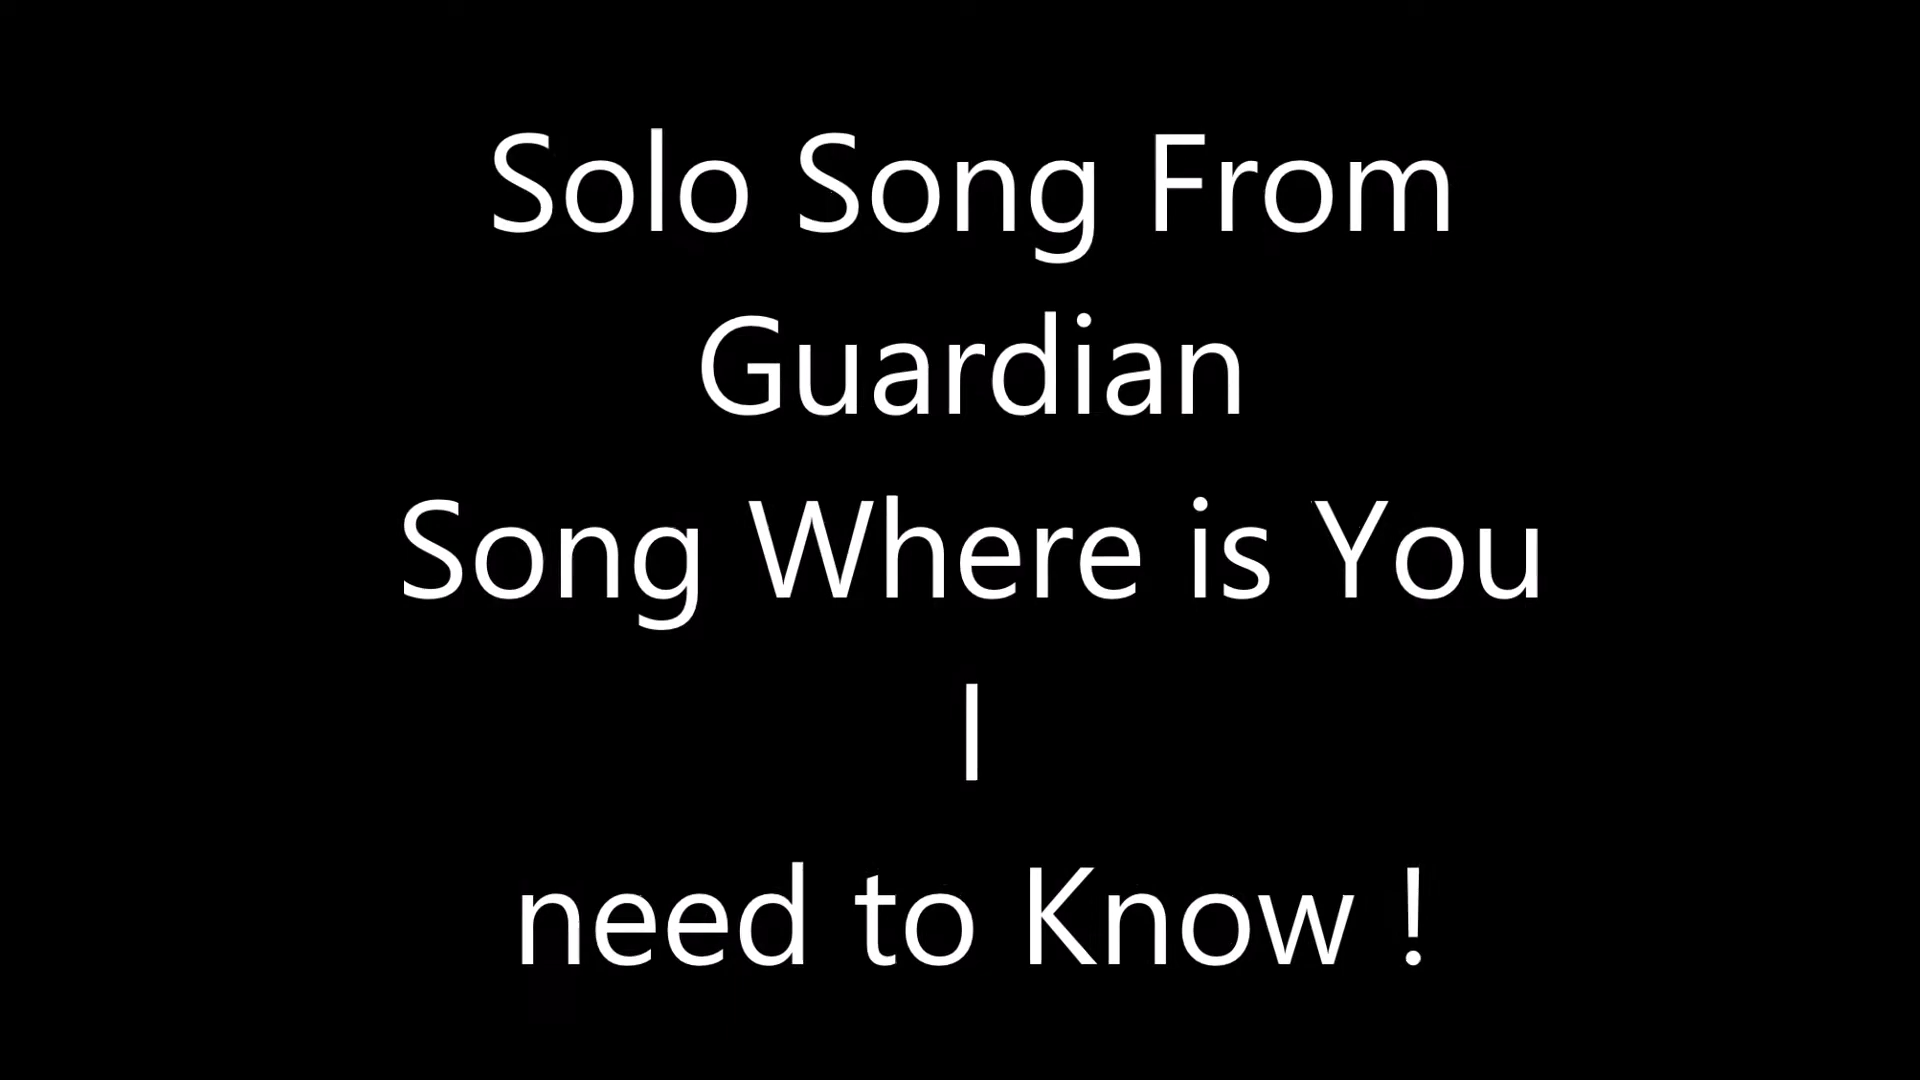 Solo Song From
Guardian
Song Where is You
I
need to Know !